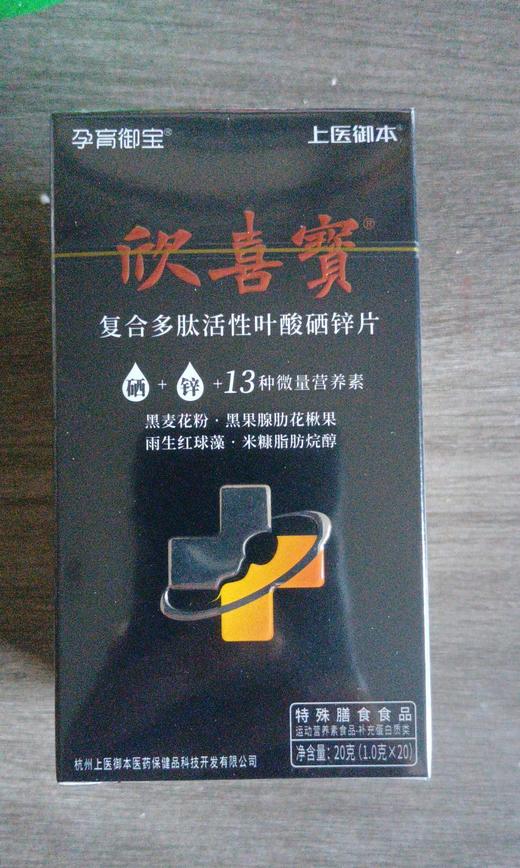 孕育御宝®
上医御本
欣喜寶®
复合多肽活性叶酸硒锌片
硒 + 锌 +13种微量营养素
黑麦花粉·黑果腺肋花楸果
雨生红球藻·米糠脂肪烷醇
特殊膳食食品
运动营养素食品-补充蛋白质类
净含量：20克（1.0克×20）
杭州上医御本医药保健品科技开发有限公司